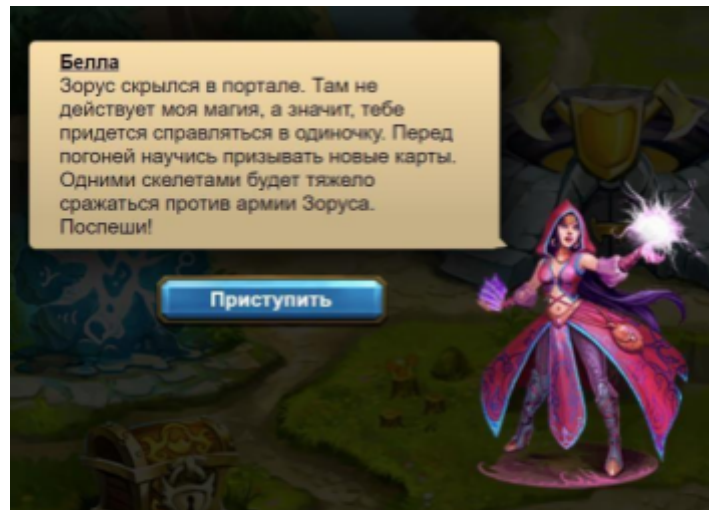 Белла
Зорус скрылся в портале. Там не
действует моя магия, а значит, тебе
придется справляться в одиночку. Перед
погоней научись призывать новые карты.
Одними скелетами будет тяжело
сражаться против армии Зоруса.
Поспеши!
Приступить